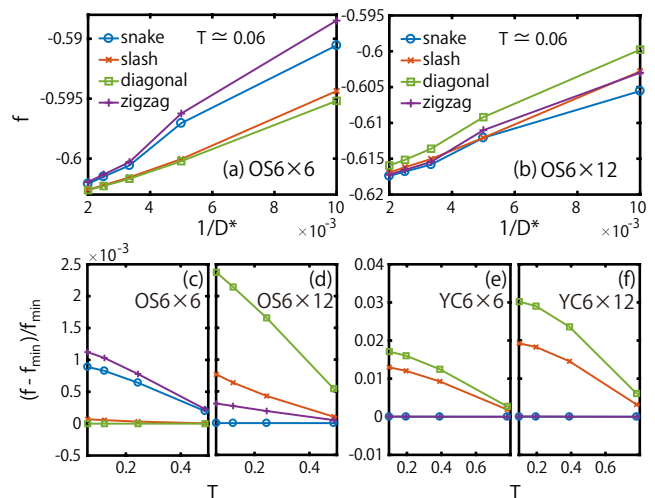 -0.59
-0.595
-0.6
f
snake
slash
diagonal
zigzag
T ≃ 0.06
(a) OS6×6
2
4
6
8
10
1/D*
×10⁻³
-0.595
-0.6
-0.605
-0.61
-0.615
-0.62
snake
slash
diagonal
zigzag
T ≃ 0.06
(b) OS6×12
2
4
6
8
10
1/D*
×10⁻³
×10⁻³
2.5
2
1.5
1
0.5
0
-0.5
(f - f_min)/f_min
(c)
OS6×6
0.2
0.4
(d)
OS6×12
0.2
0.4
T
0.04
0.03
0.02
0.01
0.00
-0.01
(e)
YC6×6
0.2
0.4
0.6
(f)
YC6×12
0.2
0.4
0.6
T